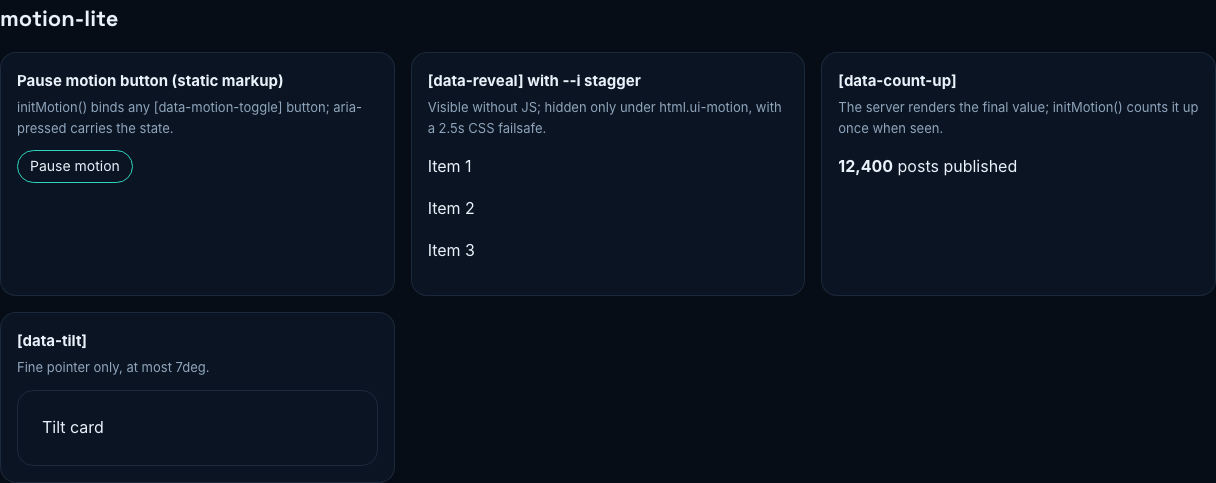 motion-lite
Pause motion button (static markup)
initMotion() binds any [data-motion-toggle] button; aria-
pressed carries the state.
Pause motion
[data-reveal] with --i stagger
Visible without JS; hidden only under html.ui-motion, with
a 2.5s CSS failsafe.
Item 1
Item 2
Item 3
[data-count-up]
The server renders the final value; initMotion() counts it up
once when seen.
12,400 posts published
[data-tilt]
Fine pointer only, at most 7deg.
Tilt card